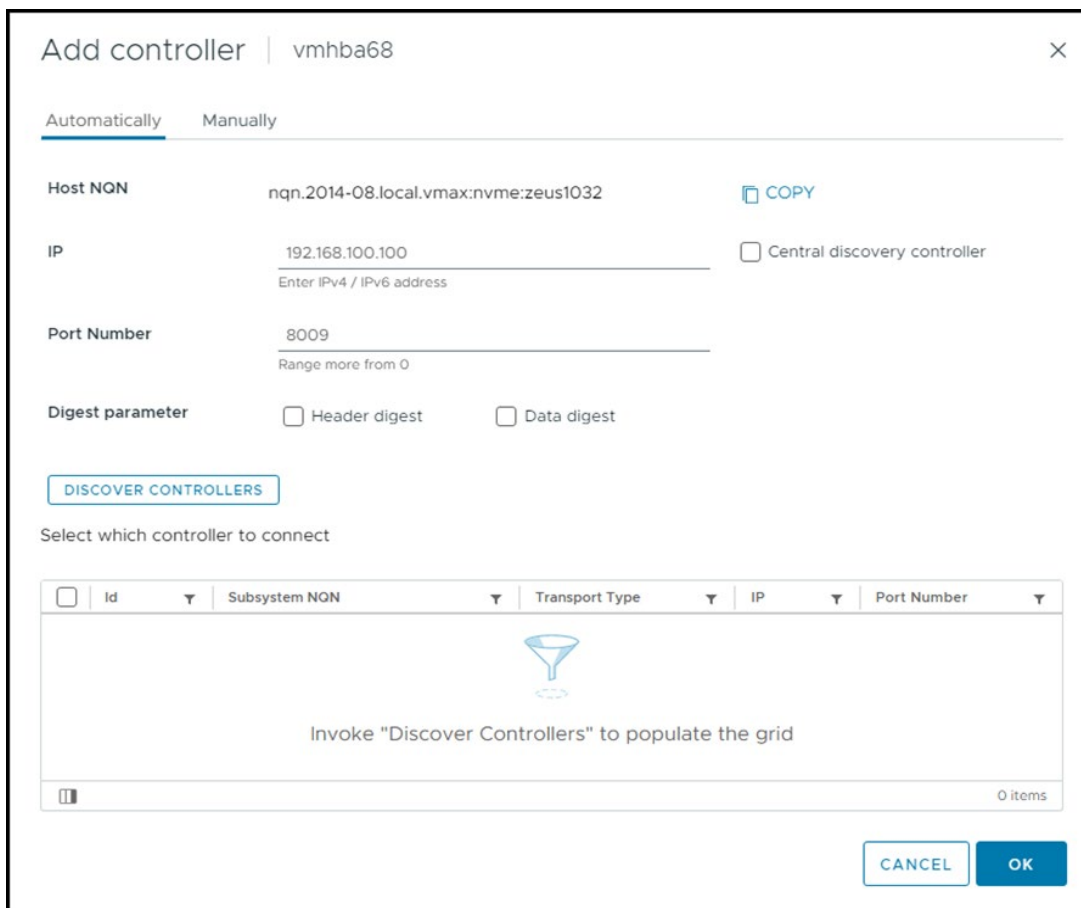 Add controller | vmhba68
Automatically Manually
Host NQN nqn.2014-08.local.vmax:nvme:zeus1032 COPY
IP 192.168.100.100 Central discovery controller
Enter IPv4 / IPv6 address
Port Number 8009
Range more from 0
Digest parameter Header digest Data digest
DISCOVER CONTROLLERS
Select which controller to connect
Id Subsystem NQN Transport Type IP Port Number
Invoke "Discover Controllers" to populate the grid
0 items
CANCEL OK